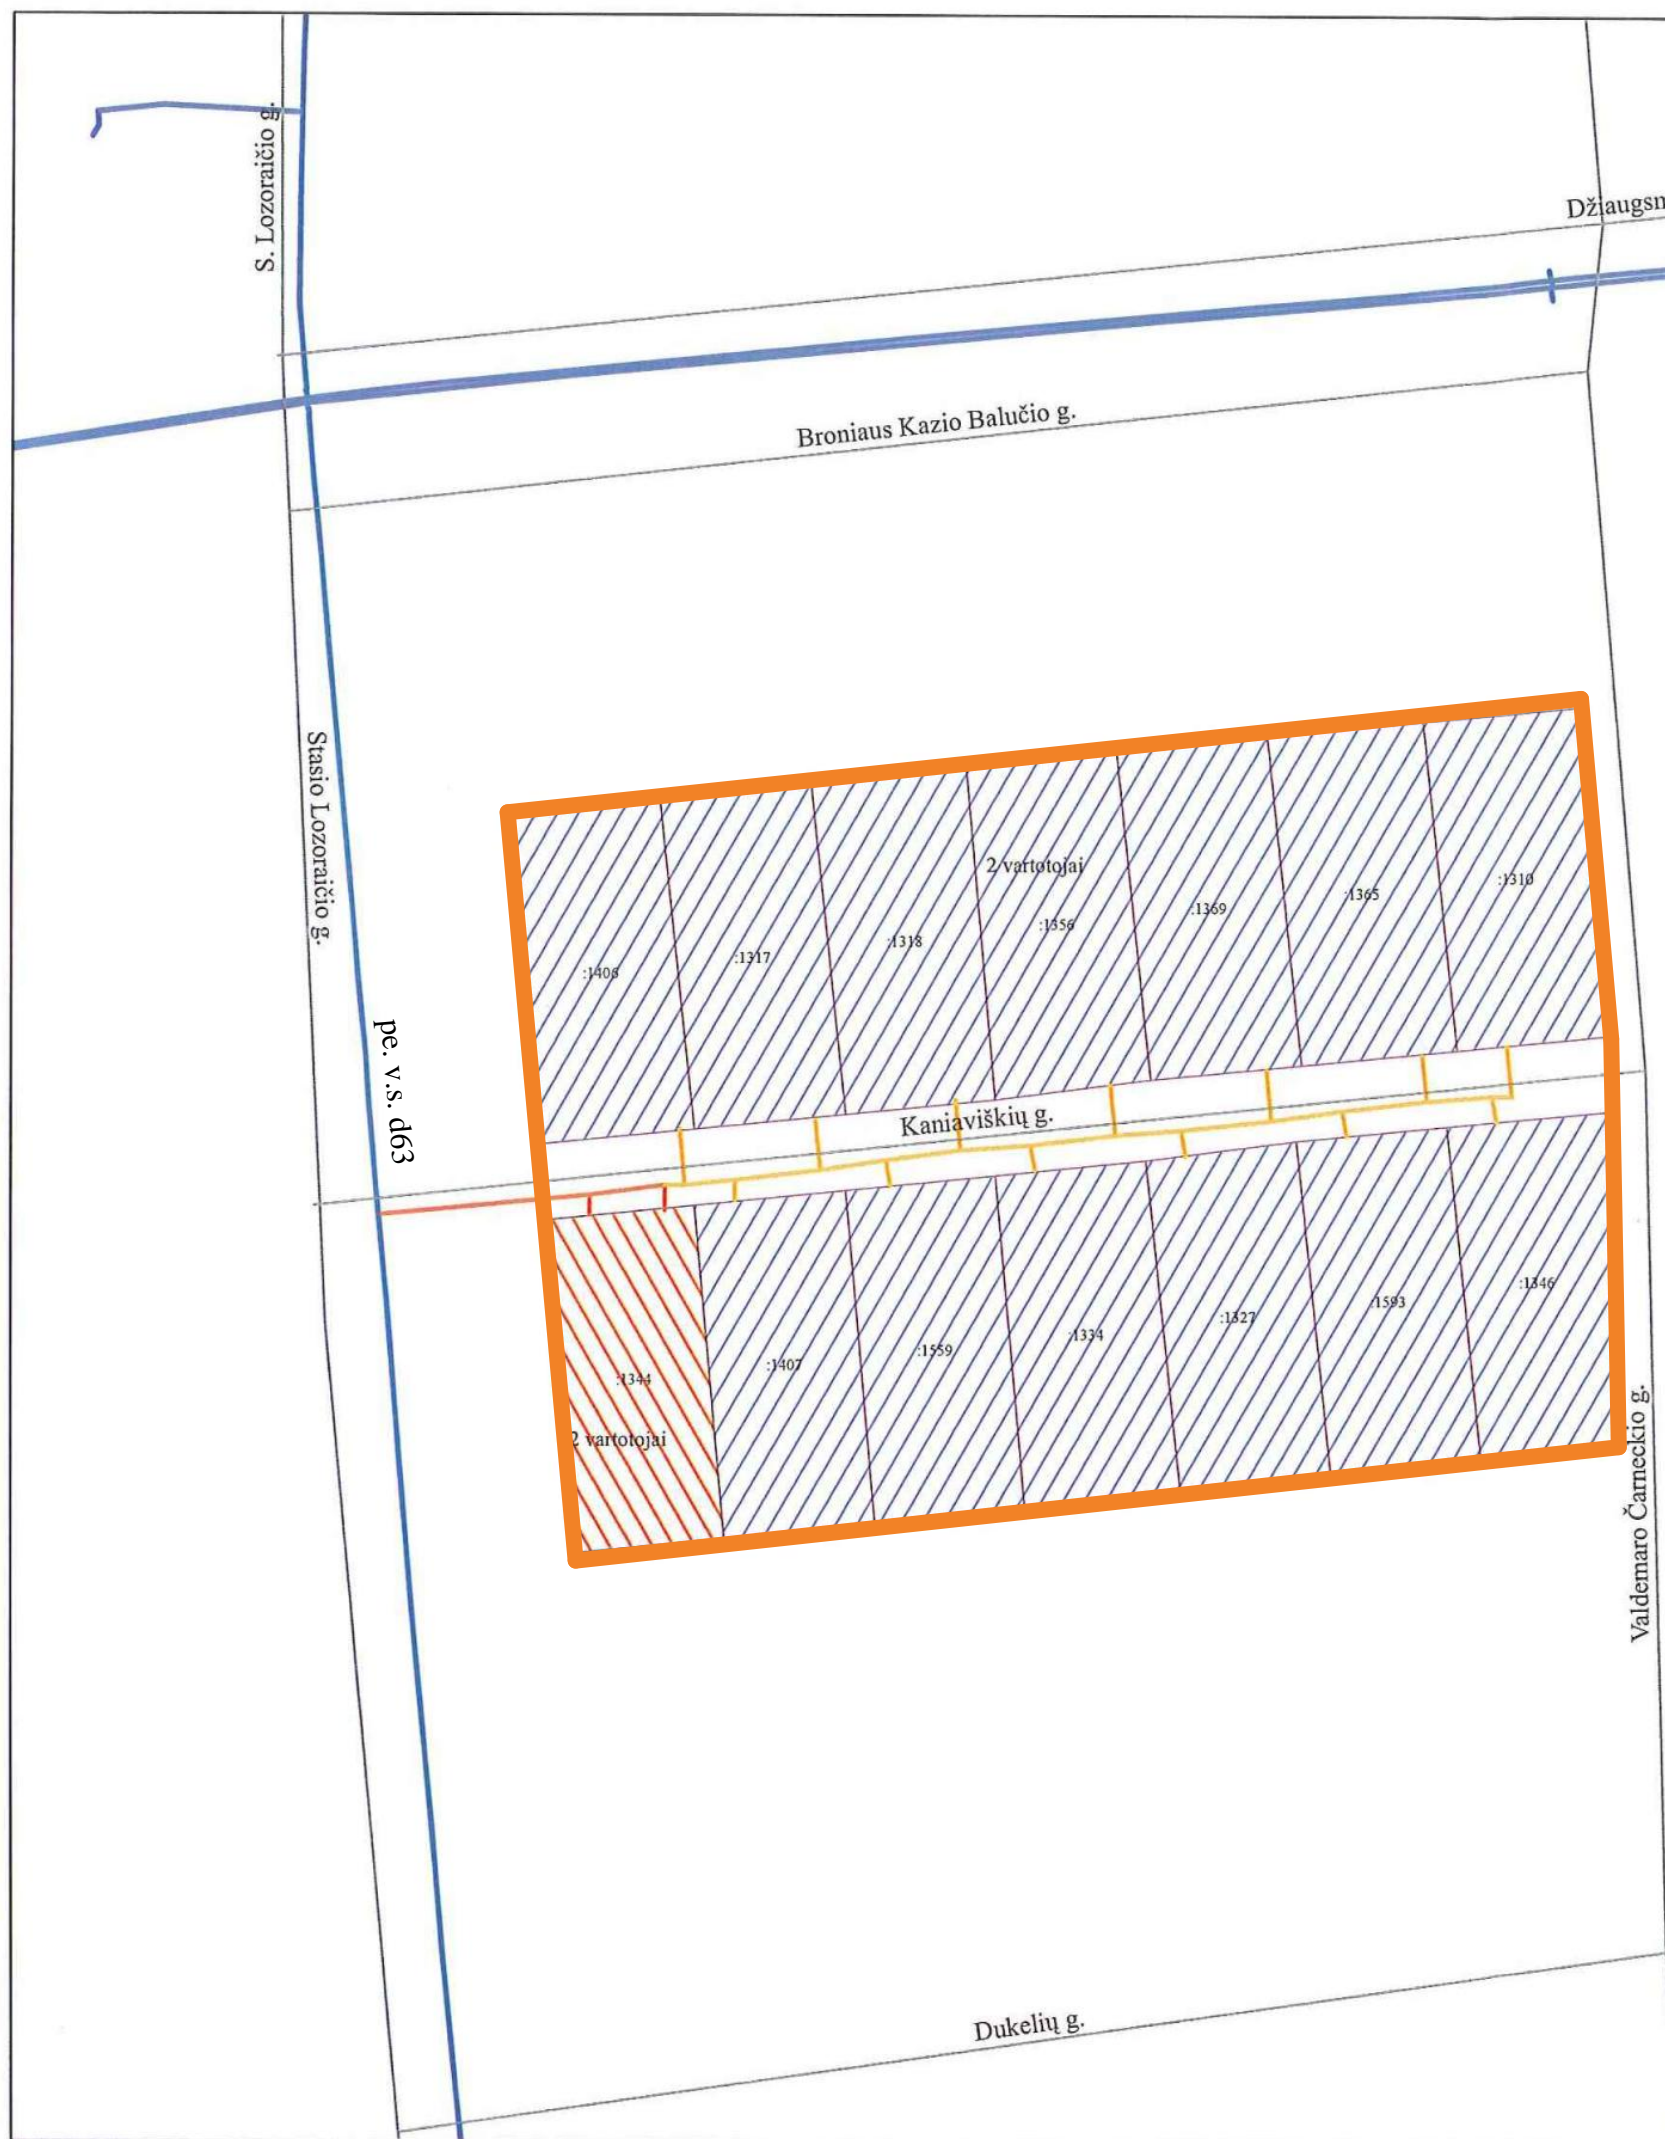 S. Lozoraičio g.
Džiaugsm
Broniaus Kazio Balučio g.
Stasio Lozoraičio g.
2 vartotojai
:1406
:1317
:1318
:1356
:1369
:1365
:1310
pe. v.s. d63
Kaniaviškių g.
:1344
2 vartotojai
:1407
:1559
:1334
:1327
:1593
:1346
Valdemaro Čarneckio g.
Dukelių g.